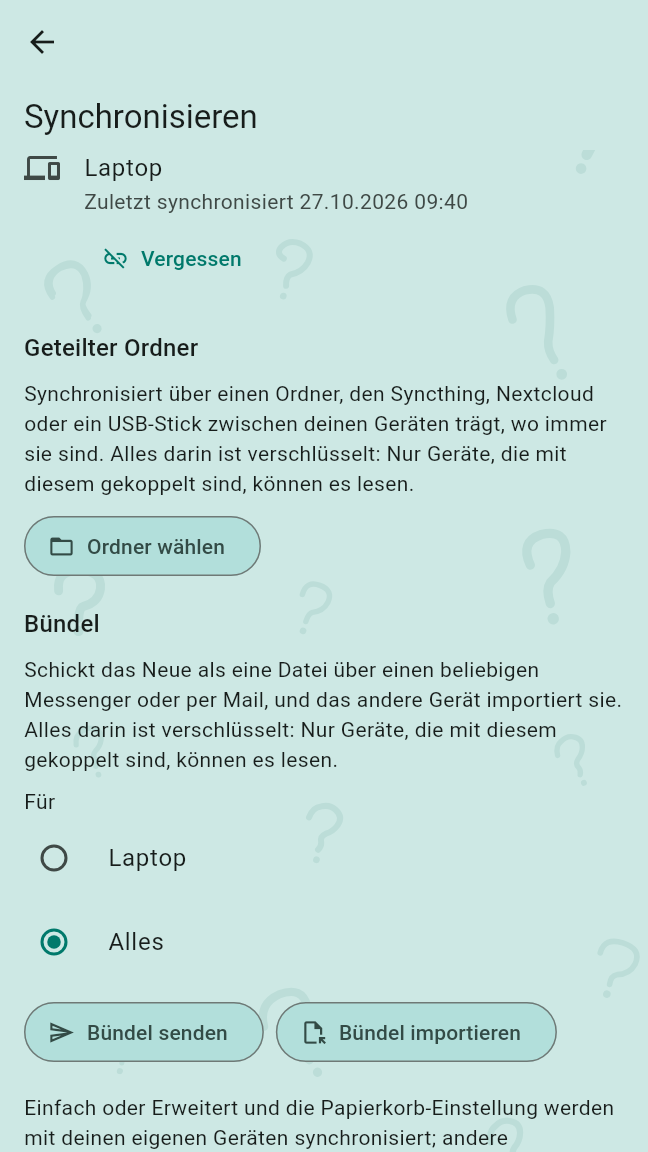 Synchronisieren
Laptop
Zuletzt synchronisiert 27.10.2026 09:40
Vergessen
Geteilter Ordner
Synchronisiert über einen Ordner, den Syncthing, Nextcloud
oder ein USB-Stick zwischen deinen Geräten trägt, wo immer
sie sind. Alles darin ist verschlüsselt: Nur Geräte, die mit
diesem gekoppelt sind, können es lesen.
Ordner wählen
Bündel
Schickt das Neue als eine Datei über einen beliebigen
Messenger oder per Mail, und das andere Gerät importiert sie.
Alles darin ist verschlüsselt: Nur Geräte, die mit diesem
gekoppelt sind, können es lesen.
Für
Laptop
Alles
Bündel senden
Bündel importieren
Einfach oder Erweitert und die Papierkorb-Einstellung werden
mit deinen eigenen Geräten synchronisiert; andere